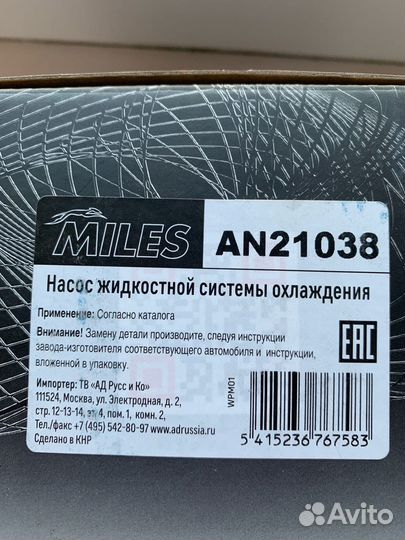 MILES
AN21038
Насос жидкостной системы охлаждения
Применение: Согласно каталога
Внимание! Замену детали производите, следуя инструкции
завода-изготовителя соответствующего автомобиля и инструкции,
вложенной в упаковку.
EAC
Импортер: ТВ «АД Русс и Ко»
111524, Москва, ул. Электродная, д. 2,
стр. 12-13-14, эт. 4, пом. 1, комн. 2,
Тел./факс +7 (495) 542-80-97 www.adrussia.ru
Сделано в КНР
WPM01
5 415236 767583
Avito